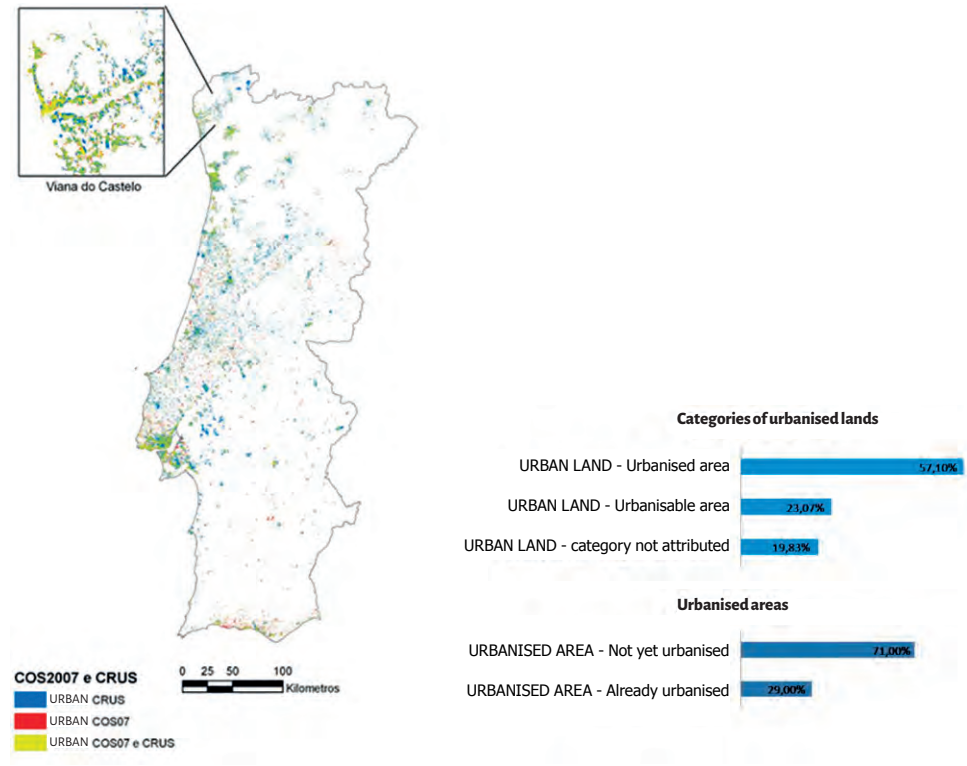 Viana do Castelo
Categories of urbanised lands
URBAN LAND - Urbanised area
57,10%
URBAN LAND - Urbanisable area
23,07%
URBAN LAND - category not attributed
19,83%
Urbanised areas
URBANISED AREA - Not yet urbanised
71,00%
URBANISED AREA - Already urbanised
29,00%
0 25 50 100
Kilometros
COS2007 e CRUS
URBAN CRUS
URBAN COS07
URBAN COS07 e CRUS